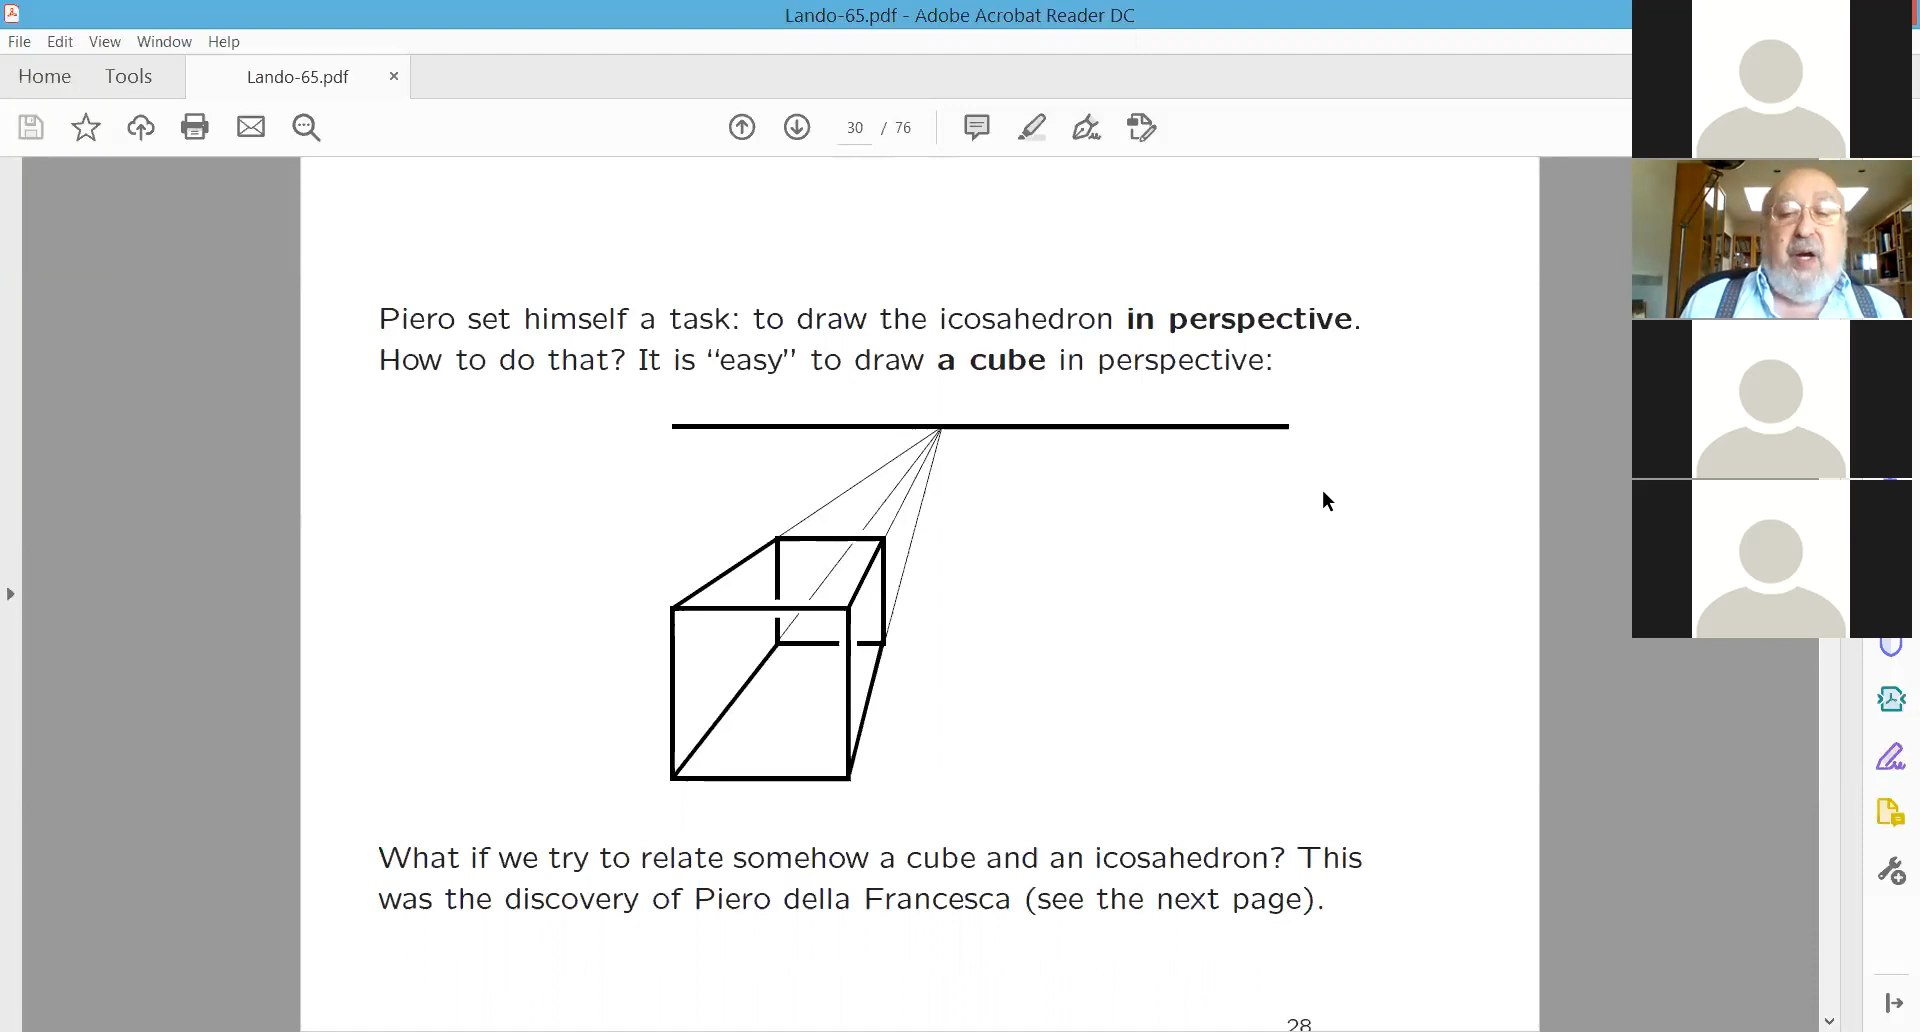 Lando-65.pdf - Adobe Acrobat Reader DC
File Edit View Window Help
Home Tools Lando-65.pdf ×
30 / 76
Piero set himself a task: to draw the icosahedron in perspective.
How to do that? It is “easy” to draw a cube in perspective:
What if we try to relate somehow a cube and an icosahedron? This
was the discovery of Piero della Francesca (see the next page).
28